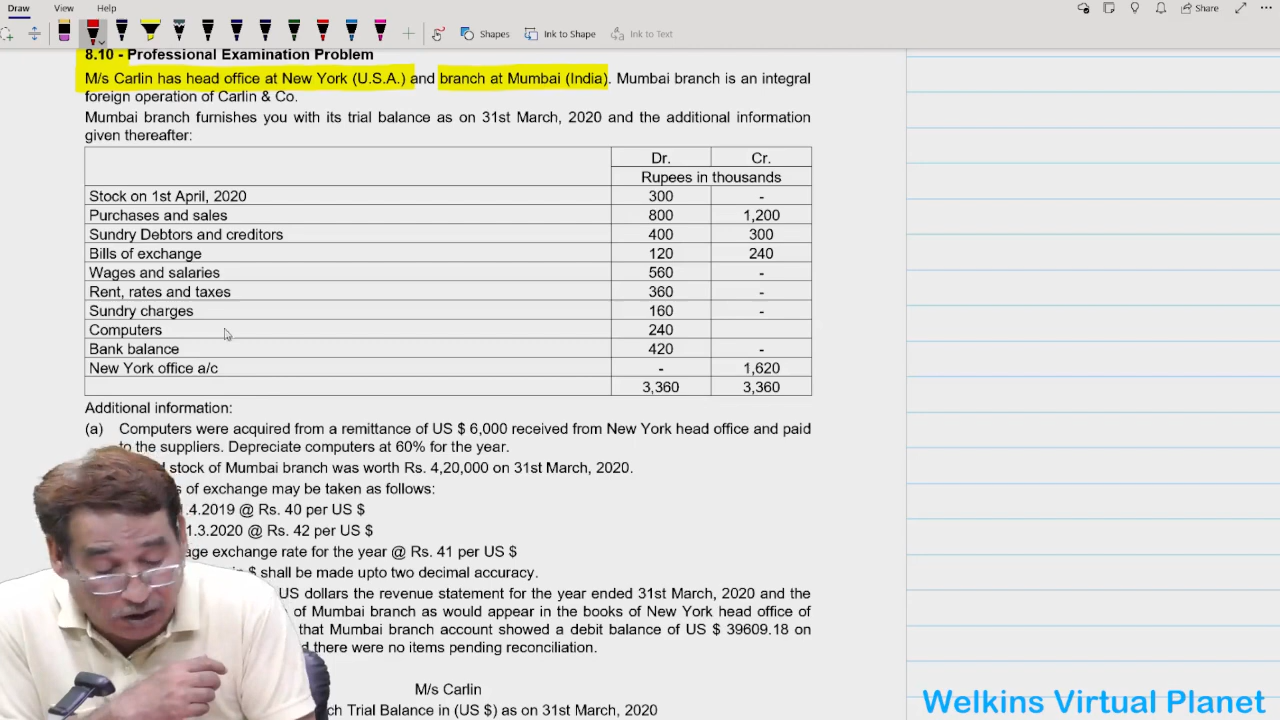 Draw View Help Share
Shapes Ink to Shape Ink to Text
8.10 - Professional Examination Problem
M/s Carlin has head office at New York (U.S.A.) and branch at Mumbai (India). Mumbai branch is an integral
foreign operation of Carlin & Co.
Mumbai branch furnishes you with its trial balance as on 31st March, 2020 and the additional information
given thereafter:
Dr. Cr.
Rupees in thousands
Stock on 1st April, 2020 300 -
Purchases and sales 800 1,200
Sundry Debtors and creditors 400 300
Bills of exchange 120 240
Wages and salaries 560 -
Rent, rates and taxes 360 -
Sundry charges 160 -
Computers 240
Bank balance 420 -
New York office a/c - 1,620
3,360 3,360
Additional information:
(a) Computers were acquired from a remittance of US $ 6,000 received from New York head office and paid
to the suppliers. Depreciate computers at 60% for the year.
stock of Mumbai branch was worth Rs. 4,20,000 on 31st March, 2020.
of exchange may be taken as follows:
.4.2019 @ Rs. 40 per US $
1.3.2020 @ Rs. 42 per US $
exchange rate for the year @ Rs. 41 per US $
$ shall be made upto two decimal accuracy.
US dollars the revenue statement for the year ended 31st March, 2020 and the
of Mumbai branch as would appear in the books of New York head office of
that Mumbai branch account showed a debit balance of US $ 39609.18 on
there were no items pending reconciliation.
M/s Carlin
Trial Balance in (US $) as on 31st March, 2020
Welkins Virtual Planet